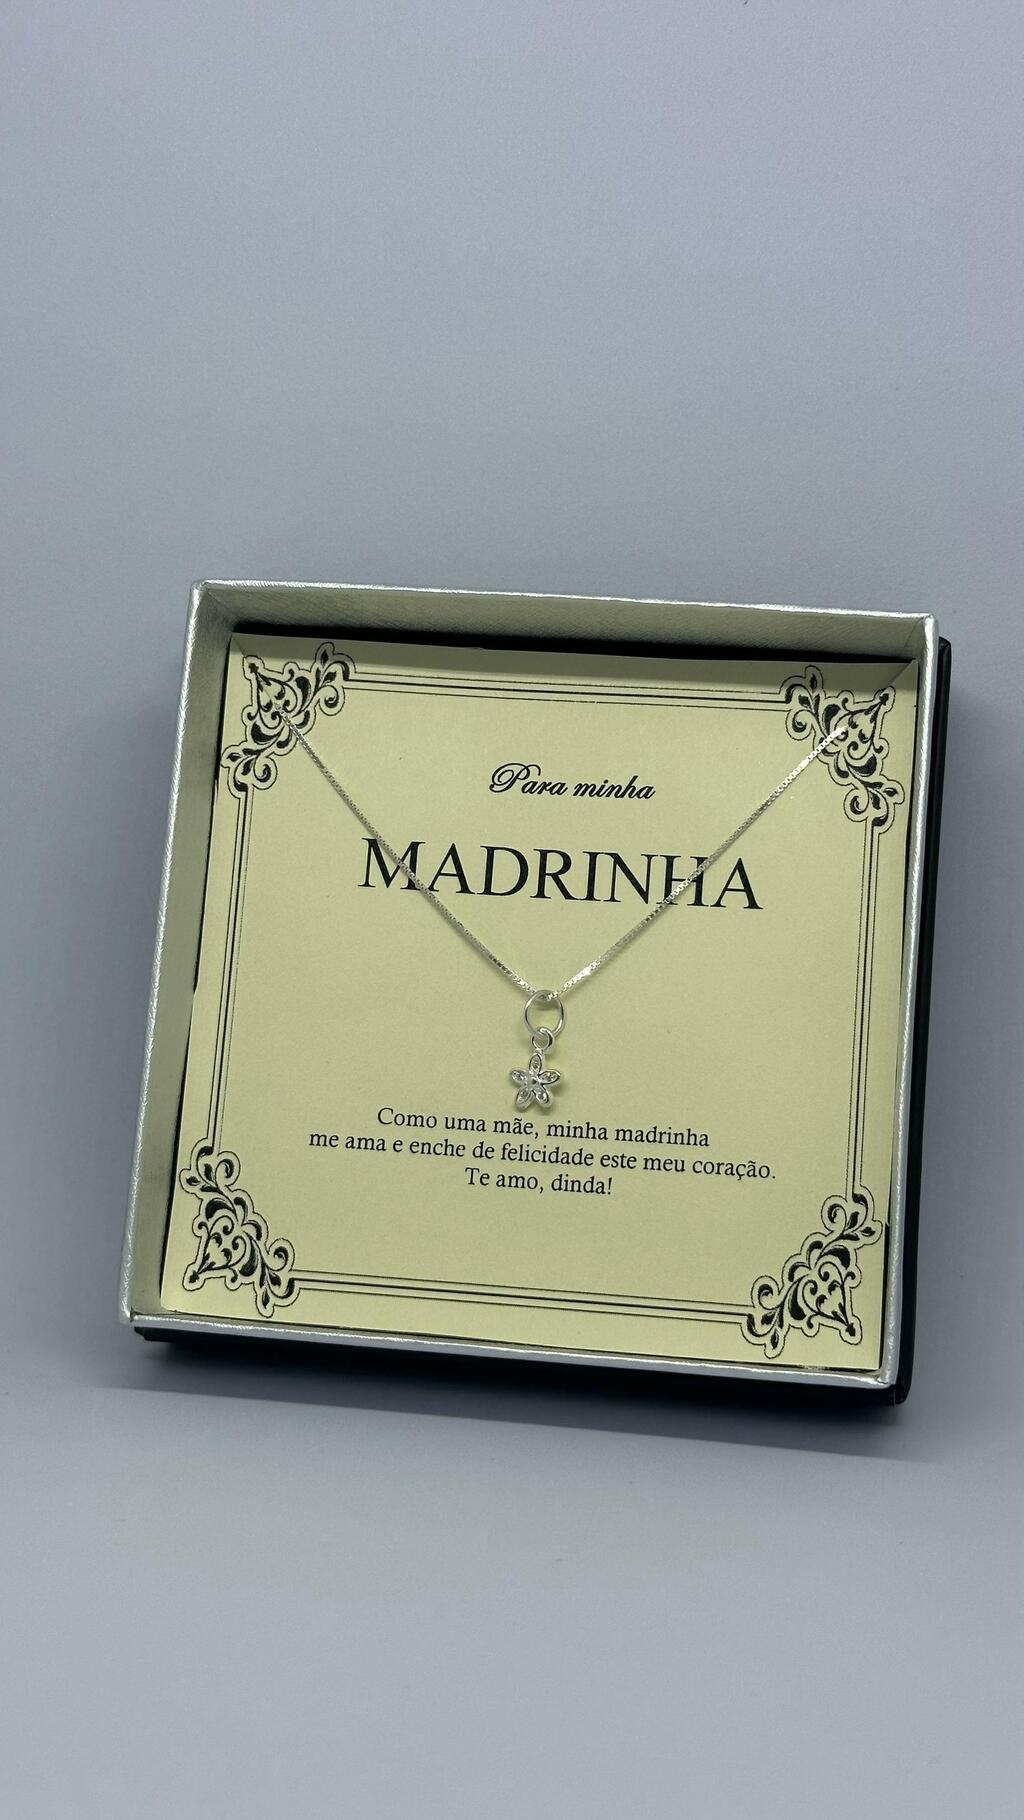 Para minha
MADRINHA
Como uma mãe, minha madrinha
me ama e enche de felicidade este meu coração.
Te amo, dinda!